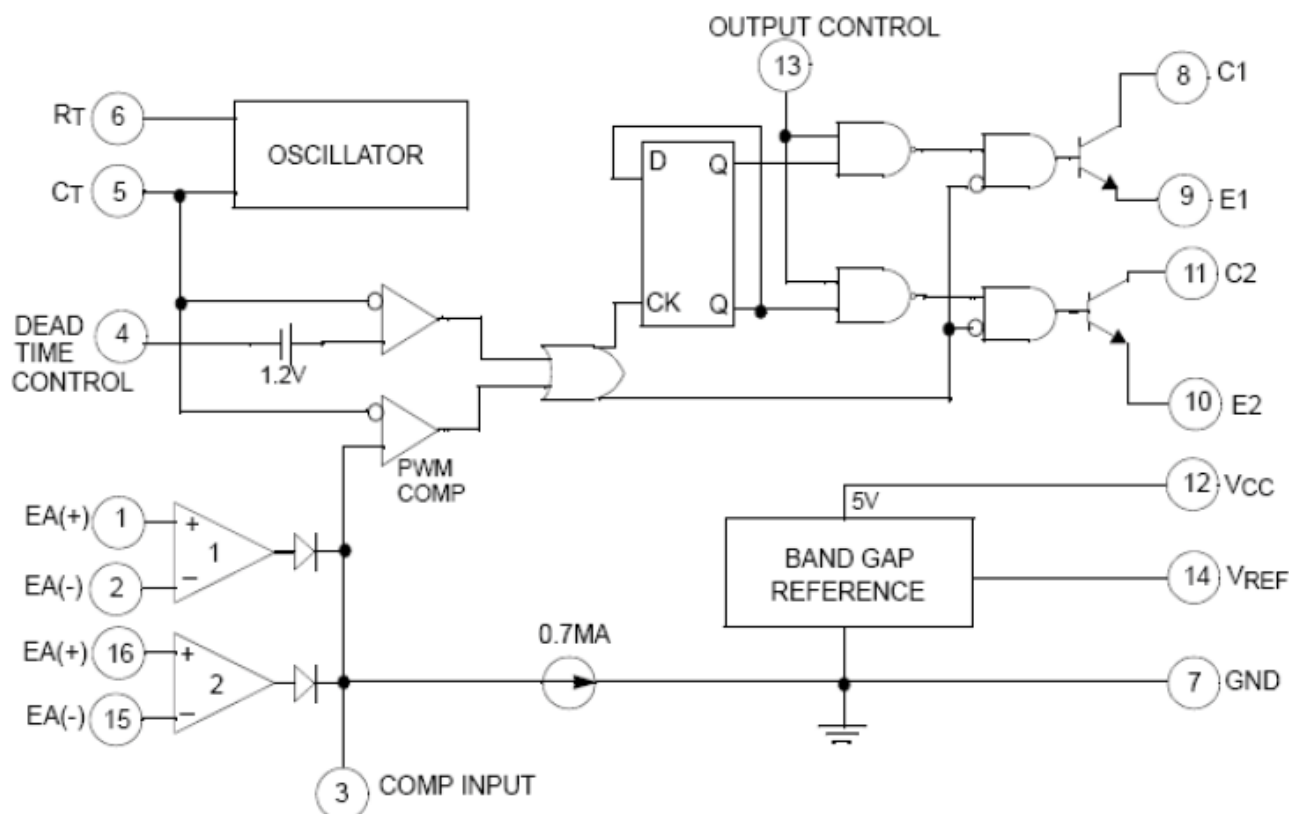 OUTPUT CONTROL
13
8 C1
RT 6
OSCILLATOR
D Q
CT 5
9 E1
11 C2
CK Q
DEAD TIME CONTROL
4
1.2V
10 E2
PWM COMP
12 VCC
5V
EA(+) 1
+
1
BAND GAP REFERENCE
14 VREF
EA(-) 2
−
0.7MA
EA(+) 16
+
2
7 GND
EA(-) 15
−
3 COMP INPUT